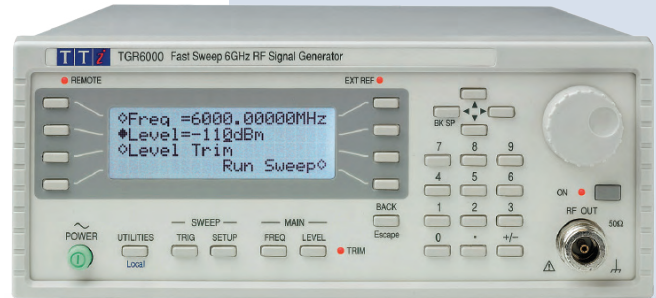 TTi TGR6000 Fast Sweep 6GHz RF Signal Generator
REMOTE
EXT REF
◇Freq =6000.00000MHz
◆Level=-110dBm
◇Level Trim
Run Sweep◇
BK SP
7 8 9
4 5 6
1 2 3
0 . +/–
BACK
Escape
ON
RF OUT
50Ω
POWER
UTILITIES
Local
SWEEP
TRIG SETUP
MAIN
FREQ LEVEL
TRIM